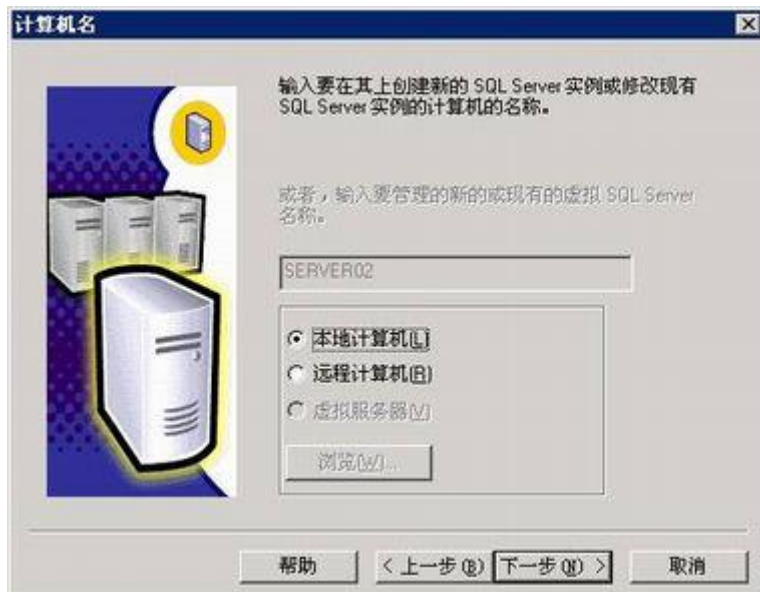 计算机名
输入要在其上创建新的 SQL Server 实例或修改现有
SQL Server 实例的计算机的名称。
或者，输入要管理的新的或现有的虚拟 SQL Server
名称。
SERVER02
本地计算机(L)
远程计算机(R)
虚拟服务器(V)
浏览(W)...
帮助
< 上一步(B)
下一步(N) >
取消